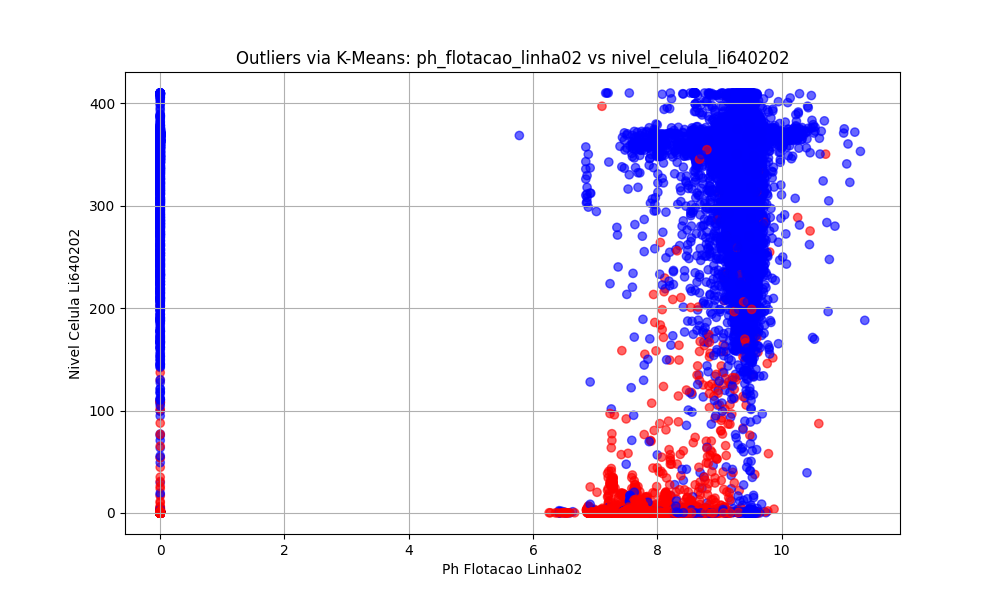 Outliers via K-Means: ph_flotacao_linha02 vs nivel_celula_li640202
400
300
200
100
0
Nivel Celula Li640202
0 2 4 6 8 10
Ph Flotacao Linha02